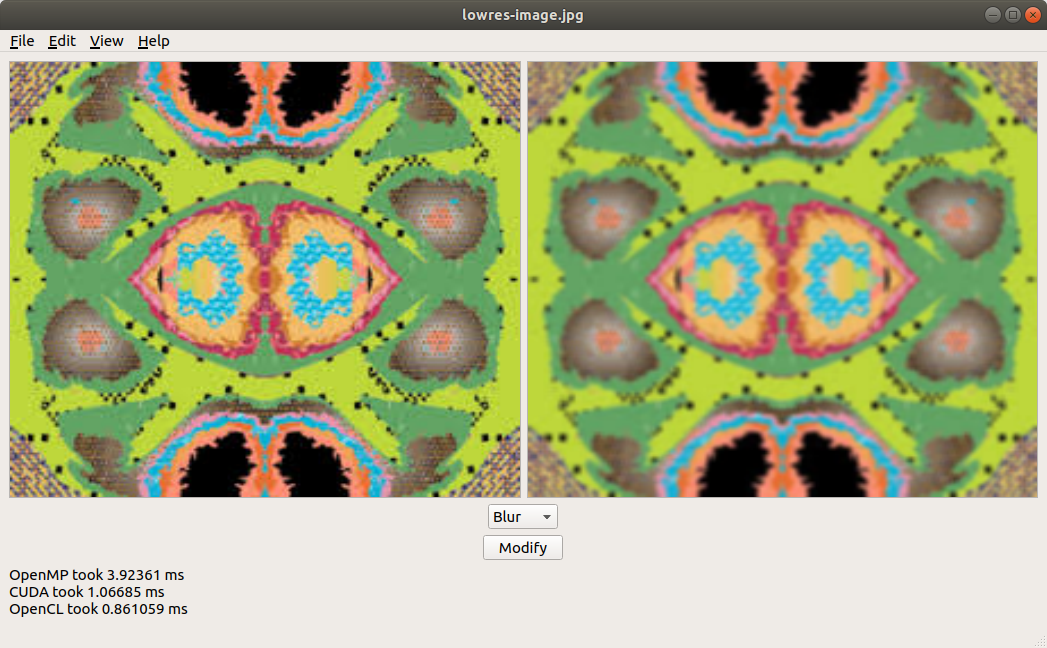 lowres-image.jpg
File Edit View Help
Blur
Modify
OpenMP took 3.92361 ms
CUDA took 1.06685 ms
OpenCL took 0.861059 ms